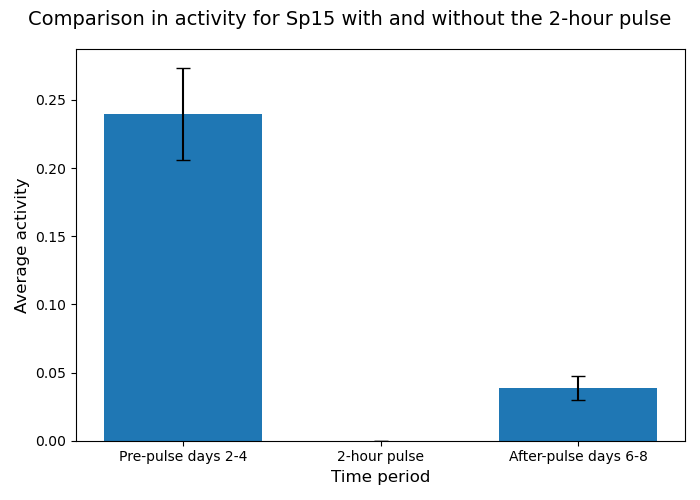 Comparison in activity for Sp15 with and without the 2-hour pulse
Average activity
0.25
0.20
0.15
0.10
0.05
0.00
Pre-pulse days 2-4
2-hour pulse
After-pulse days 6-8
Time period